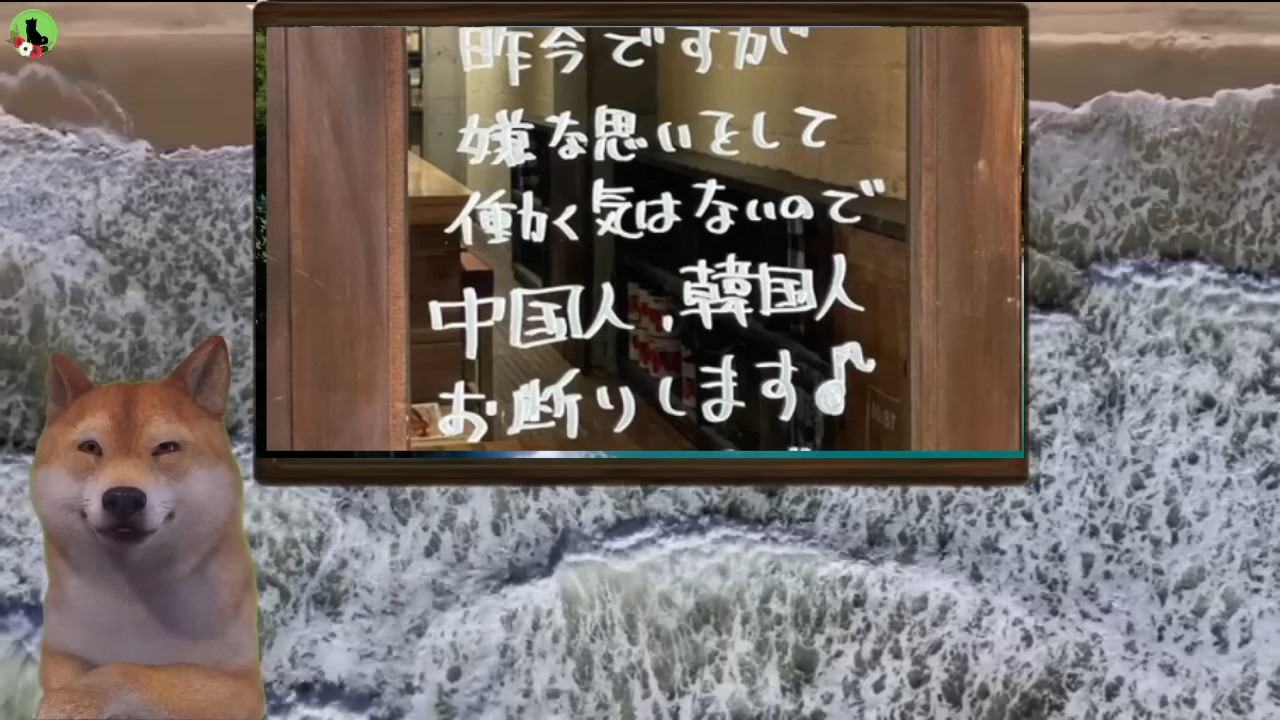 昨今ですが
嫌な思いをして
働く気はないので
中国人、韓国人
お断りします♪